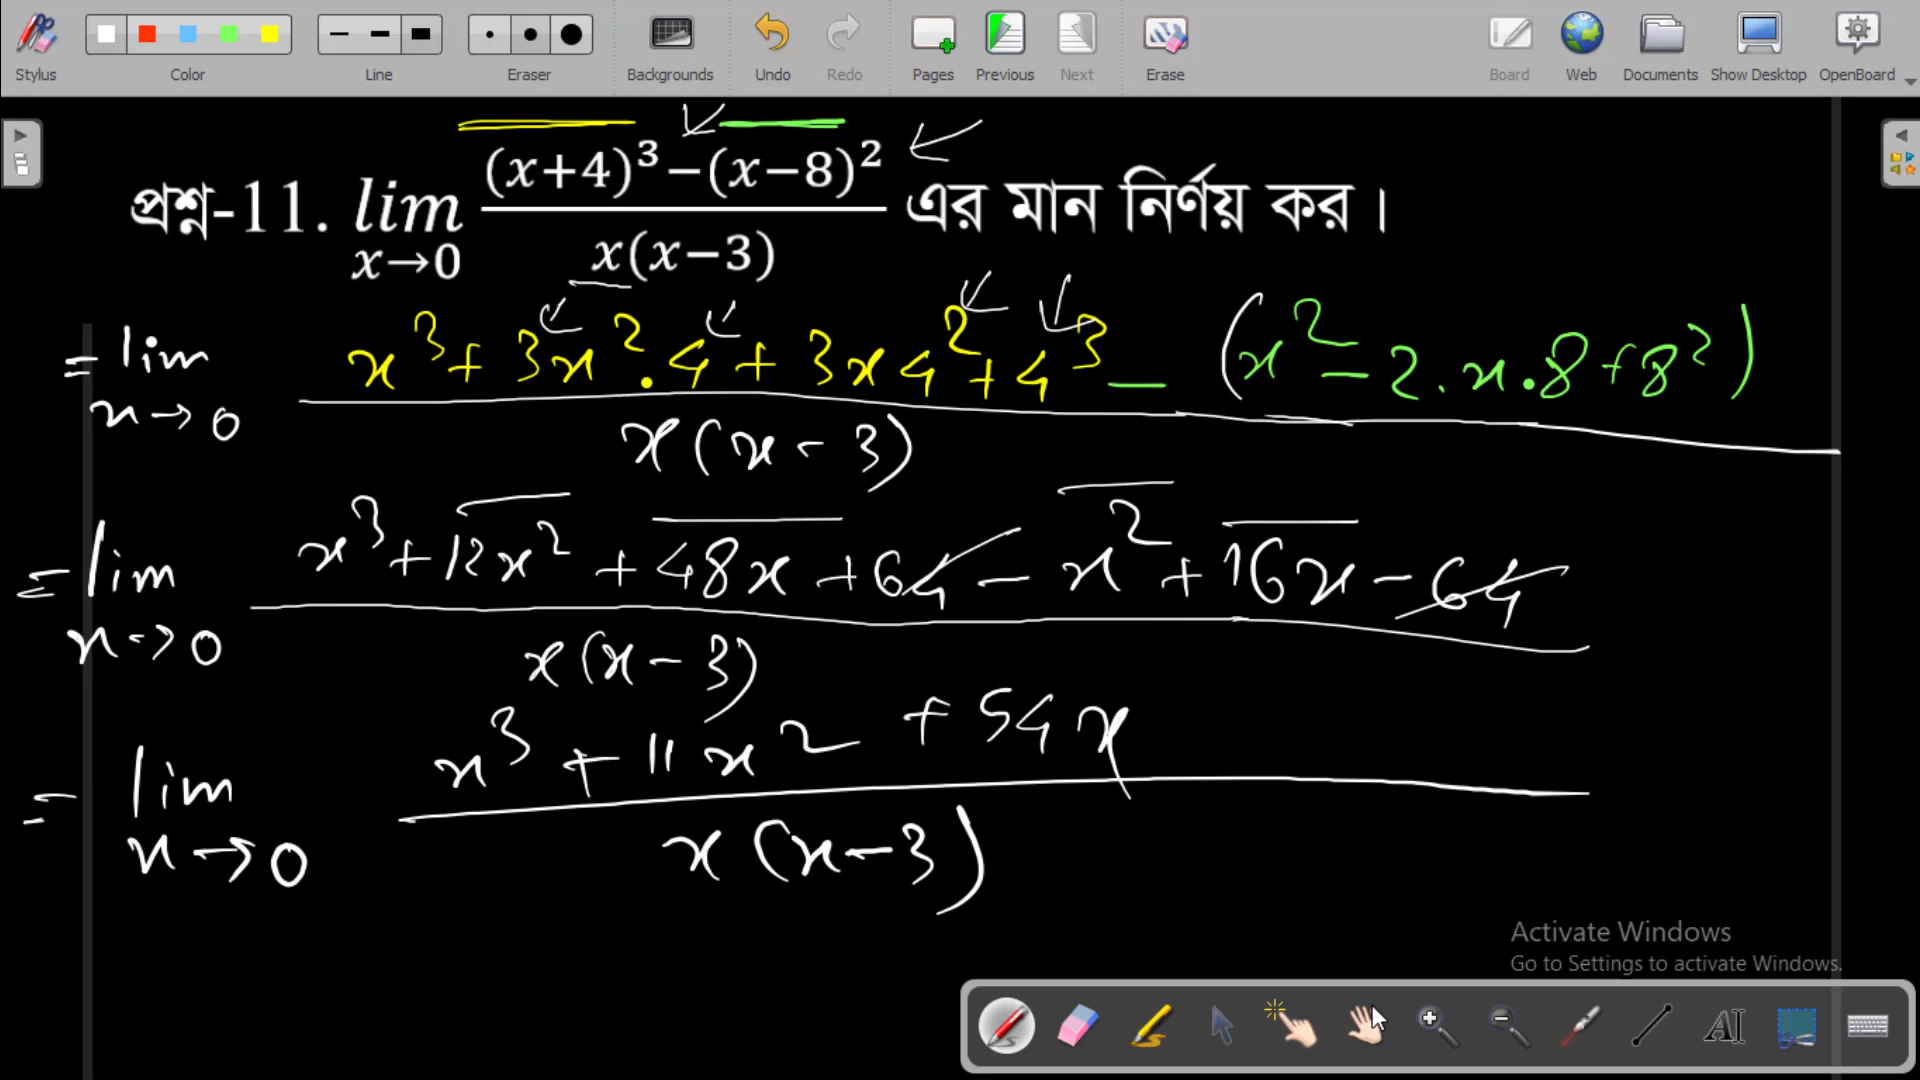 Stylus Color Line Eraser Backgrounds Undo Redo Pages Previous Next Erase Board Web Documents Show Desktop OpenBoard
প্রশ্ন-11. lim x→0 (x+4)³−(x−8)² / x(x−3) এর মান নির্ণয় কর।
= lim x→0 x³ + 3x².4 + 3x4² + 4³ − (x² − 2.x.8 + 8²) / x(x − 3)
= lim x→0 x³ + 12x² + 48x + 64 − x² + 16x − 64 / x(x − 3)
= lim x→0 x³ + 11x² + 54x / x(x−3)
Activate Windows
Go to Settings to activate Windows.
AI